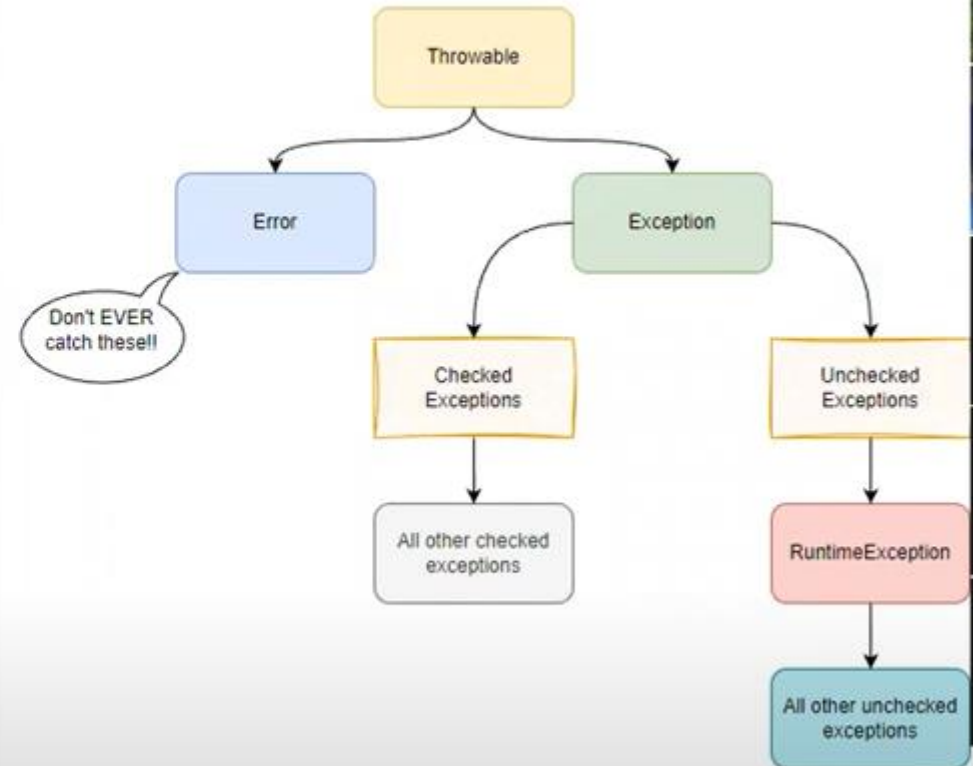 Throwable
Error
Exception
Don't EVER
catch these!!
Checked
Exceptions
Unchecked
Exceptions
All other checked
exceptions
RuntimeException
All other unchecked
exceptions